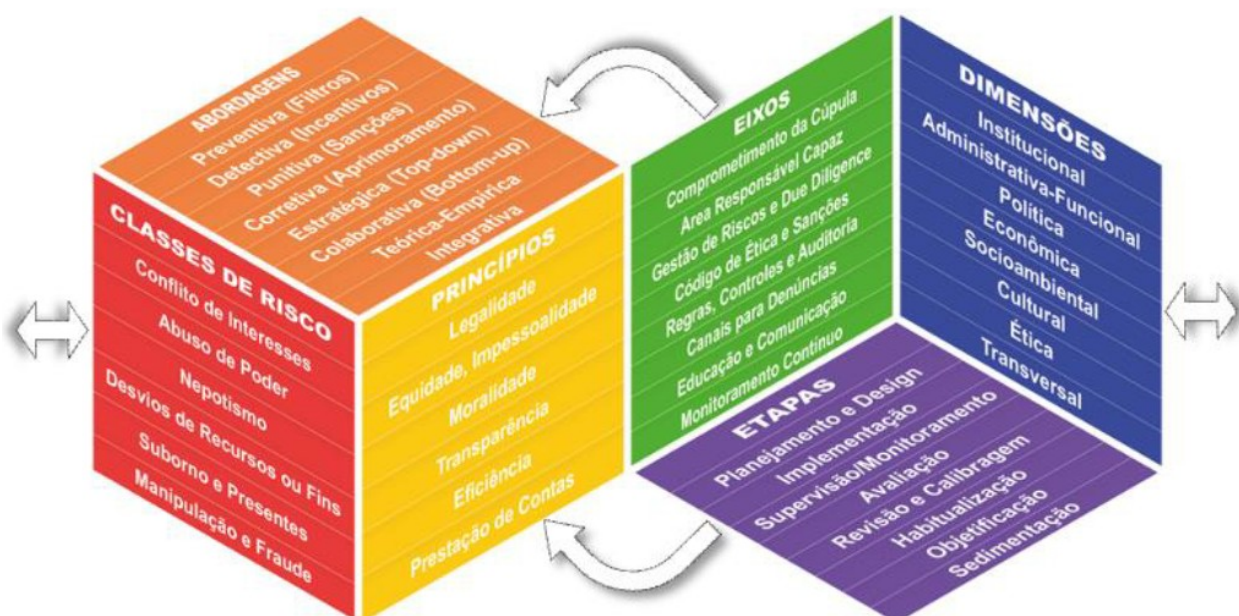 ABORDAGENS
Preventiva (Filtros)
Detectiva (Incentivos)
Punitiva (Sanções)
Corretiva (Aprimoramento)
Estratégica (Top-down)
Colaborativa (Bottom-up)
Teórica-Empírica
Integrativa
CLASSES DE RISCO
Conflito de Interesses
Abuso de Poder
Nepotismo
Desvios de Recursos ou Fins
Suborno e Presentes
Manipulação e Fraude
PRINCÍPIOS
Legalidade
Equidade, Impessoalidade
Moralidade
Transparência
Eficiência
Prestação de Contas
EIXOS
Comprometimento da Cúpula
Area Responsável Capaz
Gestão de Riscos e Due Diligence
Código de Ética e Sanções
Regras, Controles e Auditoria
Canais para Denúncias
Educação e Comunicação
Monitoramento Contínuo
DIMENSÕES
Institucional
Administrativa-Funcional
Política
Econômica
Socioambiental
Cultural
Ética
Transversal
ETAPAS
Planejamento e Design
Implementação
Supervisão/Monitoramento
Avaliação
Revisão e Calibragem
Habitualização
Objetificação
Sedimentação